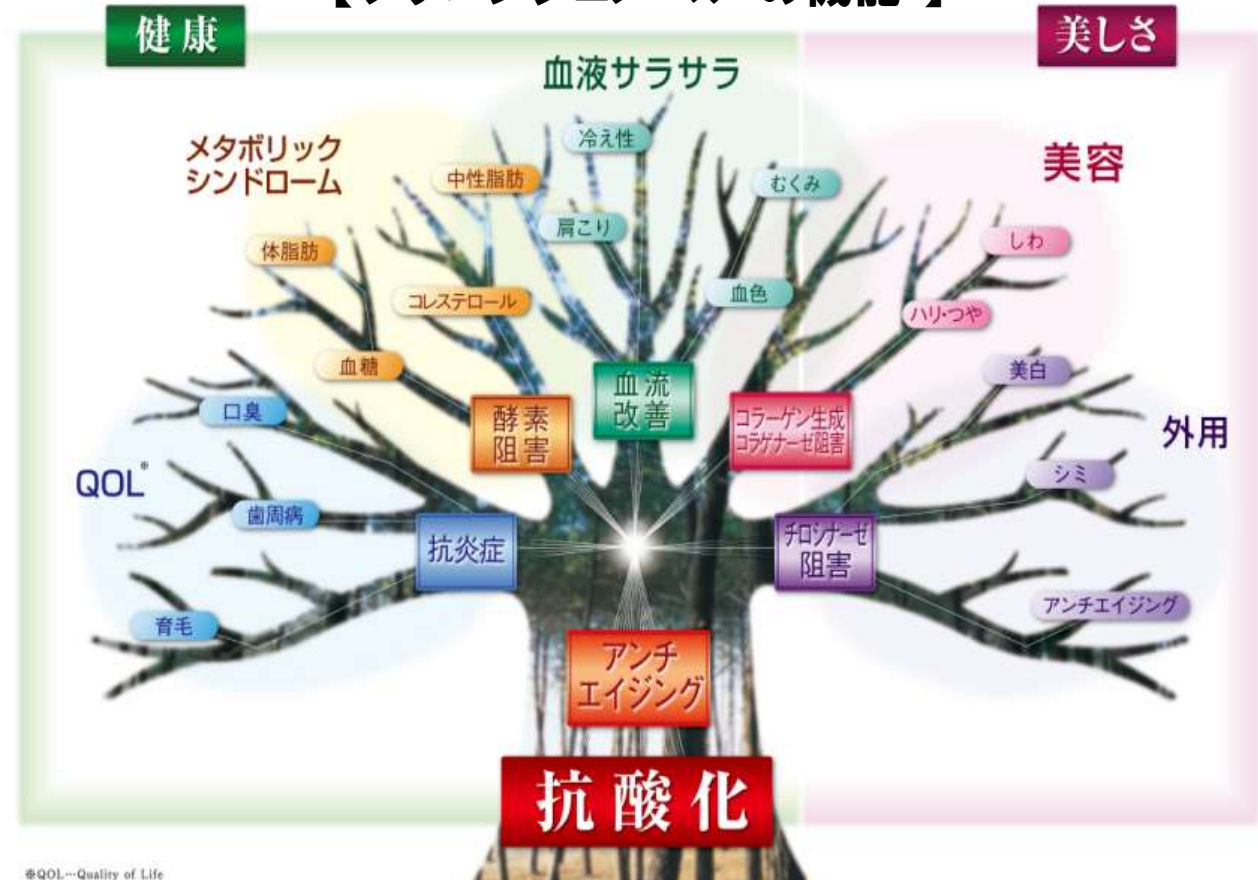 の機能
】
健康
美しさ
血液サラサラ
メタボリック
シンドローム
美容
冷え性
中性脂肪
むくみ
肩こり
体脂肪
しわ
コレステロール
血色
ハリ・つや
血糖
美白
口臭
血流
改善
酵素
阻害
コラーゲン生成
コラゲナーゼ阻害
外用
QOL※
シミ
歯周病
抗炎症
チロシナーゼ
阻害
アンチエイジング
育毛
アンチ
エイジング
抗酸化
※QOL…Quality of Life